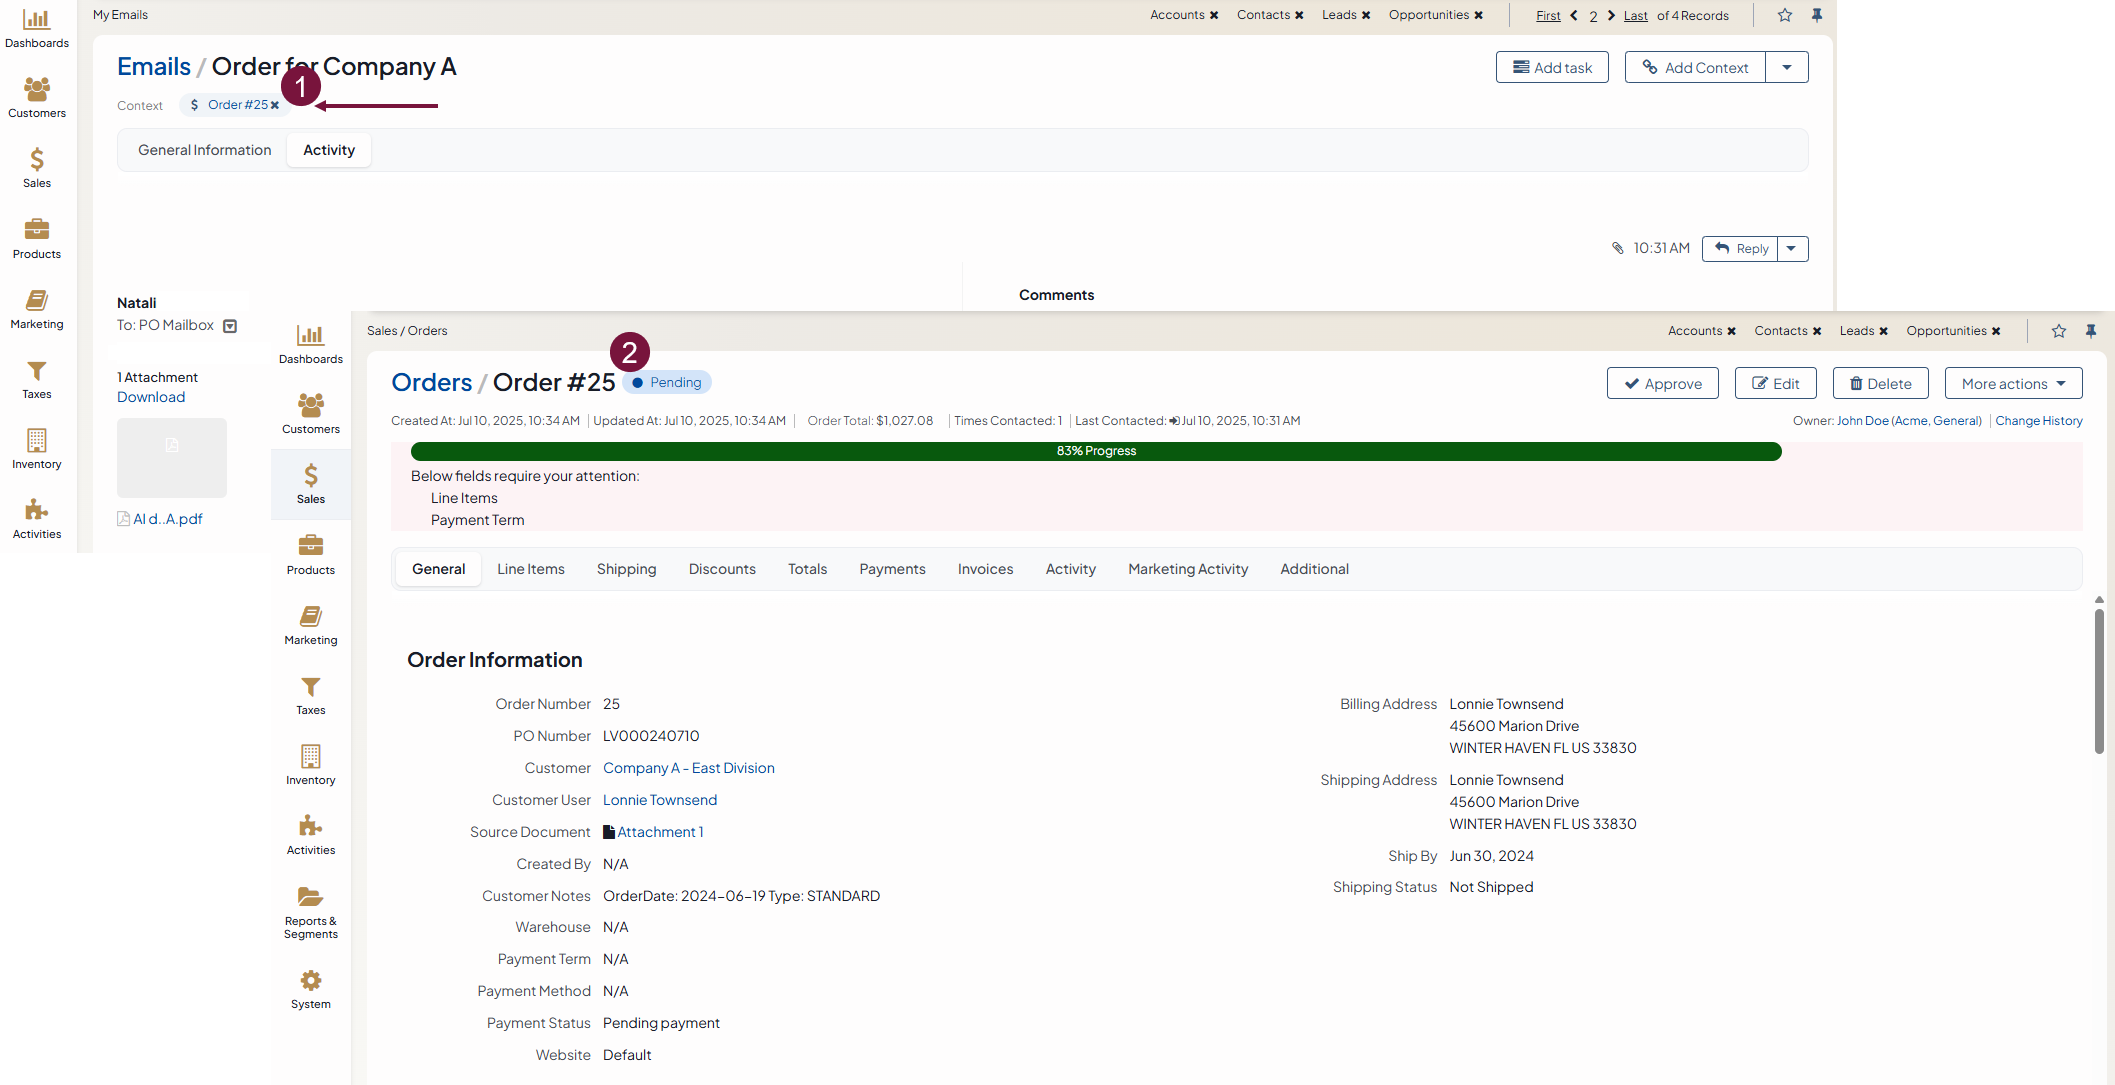 My Emails
Accounts ✖ Contacts ✖ Leads ✖ Opportunities ✖ First 2 Last of 4 Records
Emails / Order for Company A
Add task
Add Context
1
Context $ Order #25 ✖
General Information Activity
10:31 AM Reply
Natali
To: PO Mailbox
1 Attachment
Download
AI d..A.pdf
Comments
Dashboards
Customers
Sales
Products
Marketing
Taxes
Inventory
Activities
Sales / Orders
Accounts ✖ Contacts ✖ Leads ✖ Opportunities ✖
2
Orders / Order #25 Pending
Approve Edit Delete More actions
Created At: Jul 10, 2025, 10:34 AM | Updated At: Jul 10, 2025, 10:34 AM | Order Total: $1,027.08 | Times Contacted: 1 | Last Contacted: Jul 10, 2025, 10:31 AM
Owner: John Doe (Acme, General) | Change History
83% Progress
Below fields require your attention:
Line Items
Payment Term
General Line Items Shipping Discounts Totals Payments Invoices Activity Marketing Activity Additional
Order Information
Order Number 25
PO Number LV000240710
Customer Company A - East Division
Customer User Lonnie Townsend
Source Document Attachment 1
Created By N/A
Customer Notes OrderDate: 2024-06-19 Type: STANDARD
Warehouse N/A
Payment Term N/A
Payment Method N/A
Payment Status Pending payment
Website Default
Billing Address Lonnie Townsend
45600 Marion Drive
WINTER HAVEN FL US 33830
Shipping Address Lonnie Townsend
45600 Marion Drive
WINTER HAVEN FL US 33830
Ship By Jun 30, 2024
Shipping Status Not Shipped
Dashboards
Customers
Sales
Products
Marketing
Taxes
Inventory
Activities
Reports &
Segments
System